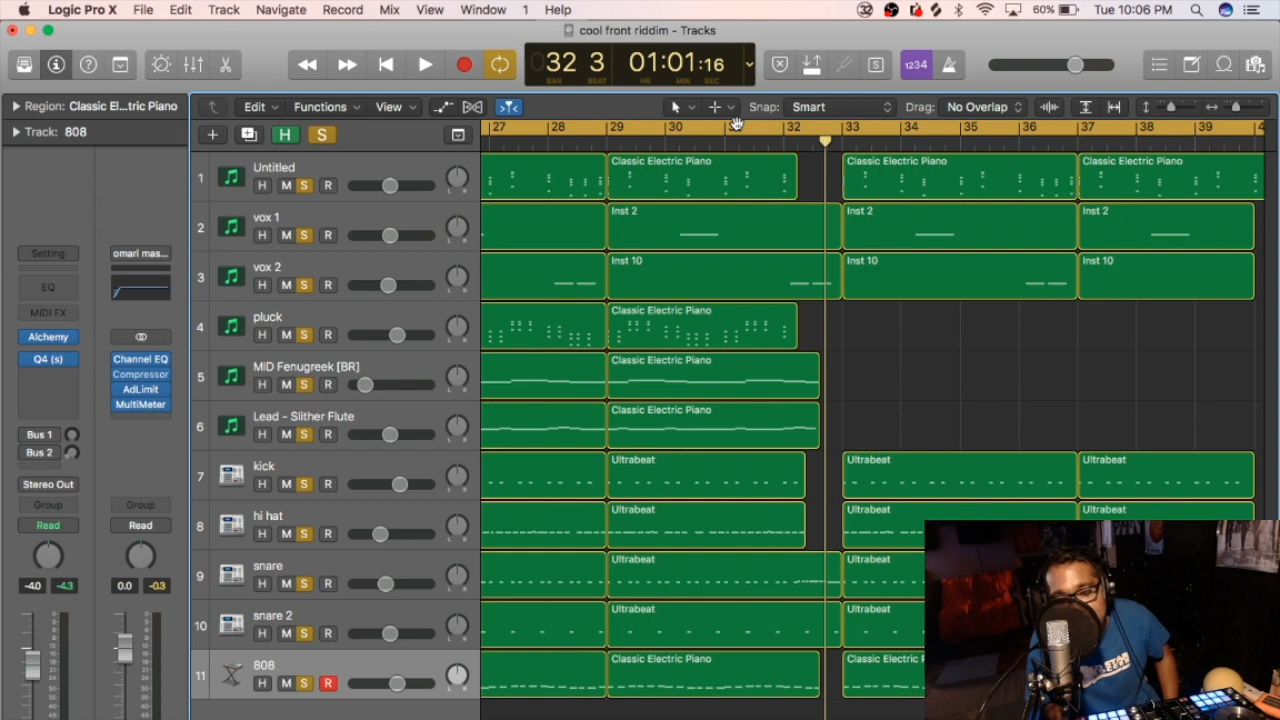 Logic Pro X File Edit Track Navigate Record Mix View Window 1 Help 60% Tue 10:06 PM
cool front riddim - Tracks
32 3 01:01:16
BAR BEAT HR MIN SEC
1234
Region: Classic El...tric Piano
Edit Functions View Snap: Smart Drag: No Overlap
Track: 808
H S
27 28 29 30 31 32 33 34 35 36 37 38 39
1 Untitled
H M S R
Classic Electric Piano Classic Electric Piano Classic Electric Piano
2 vox 1
H M S R
Inst 2 Inst 2 Inst 2
3 vox 2
H M S R
Inst 10 Inst 10 Inst 10
4 pluck
H M S R
Classic Electric Piano
5 MID Fenugreek [BR]
H M S R
Classic Electric Piano
6 Lead - Slither Flute
H M S R
Classic Electric Piano
7 kick
H M S R
Ultrabeat Ultrabeat Ultrabeat
8 hi hat
H M S R
Ultrabeat Ultrabeat Ultrabeat
9 snare
H M S R
Ultrabeat Ultrabeat
10 snare 2
H M S R
Ultrabeat Ultrabeat
11 808
H M S R
Classic Electric Piano Classic
Setting omari mas...
EQ
MIDI FX
Alchemy
Q4 (s) Channel EQ
Compressor
AdLimit
MultiMeter
Bus 1
Bus 2
Stereo Out
Group Group
Read Read
-4.0 -4.3 0.0 -0.3